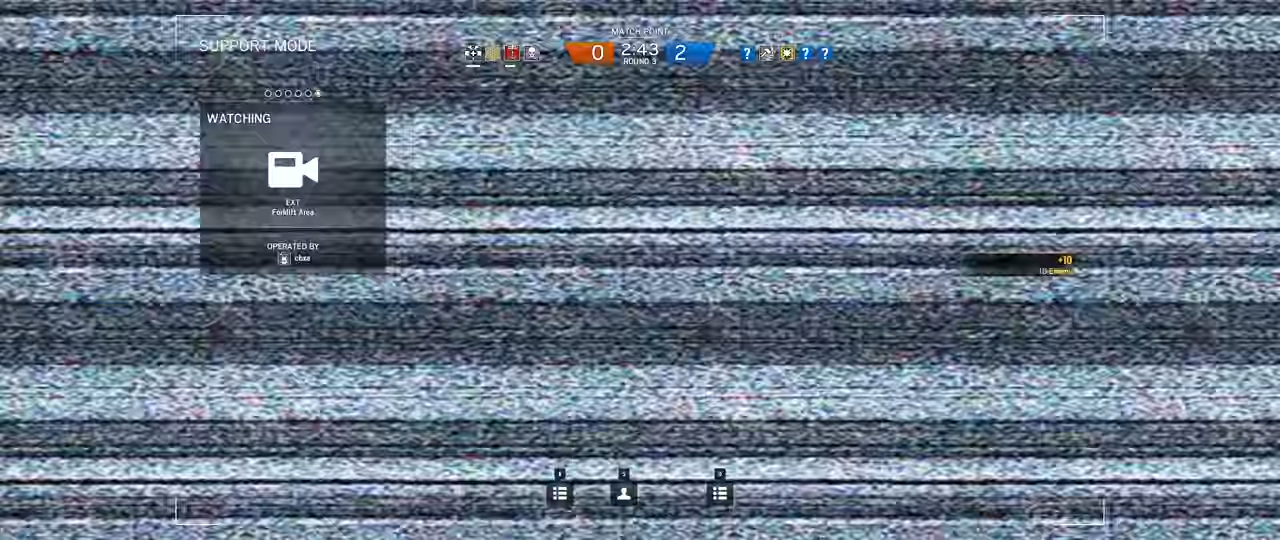 MATCH POINT
SUPPORT MODE
0 2:43 2
ROUND 3
? ? ?
WATCHING
EXT
Forklift Area
OPERATED BY
+10